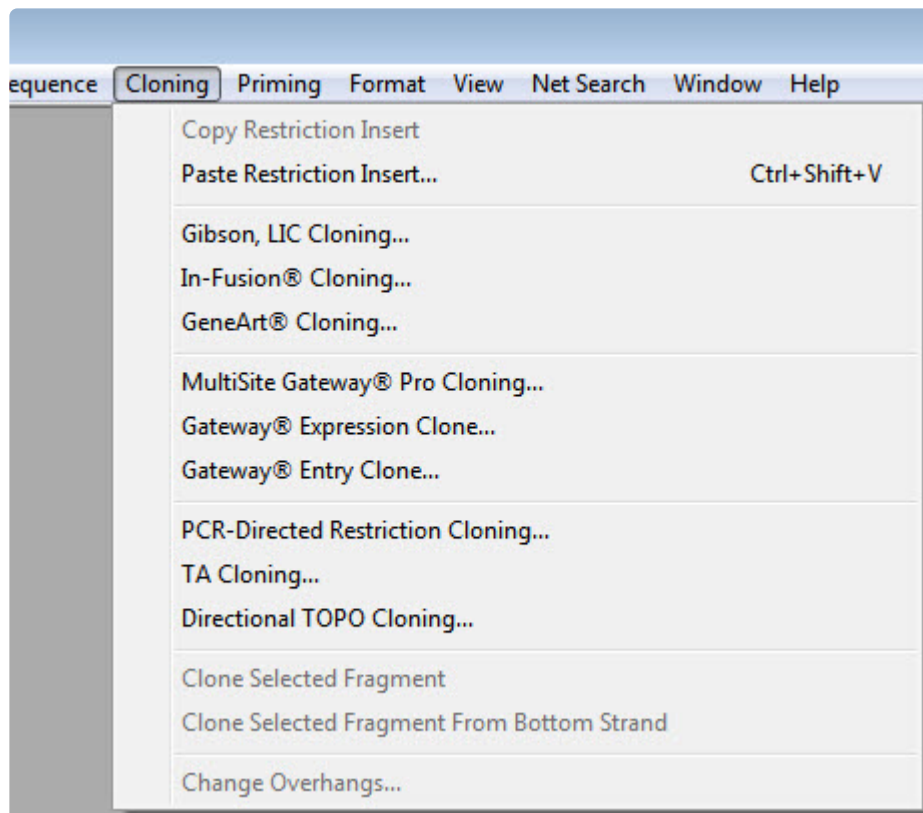 equence Cloning Priming Format View Net Search Window Help
Copy Restriction Insert
Paste Restriction Insert... Ctrl+Shift+V
Gibson, LIC Cloning...
In-Fusion® Cloning...
GeneArt® Cloning...
MultiSite Gateway® Pro Cloning...
Gateway® Expression Clone...
Gateway® Entry Clone...
PCR-Directed Restriction Cloning...
TA Cloning...
Directional TOPO Cloning...
Clone Selected Fragment
Clone Selected Fragment From Bottom Strand
Change Overhangs...